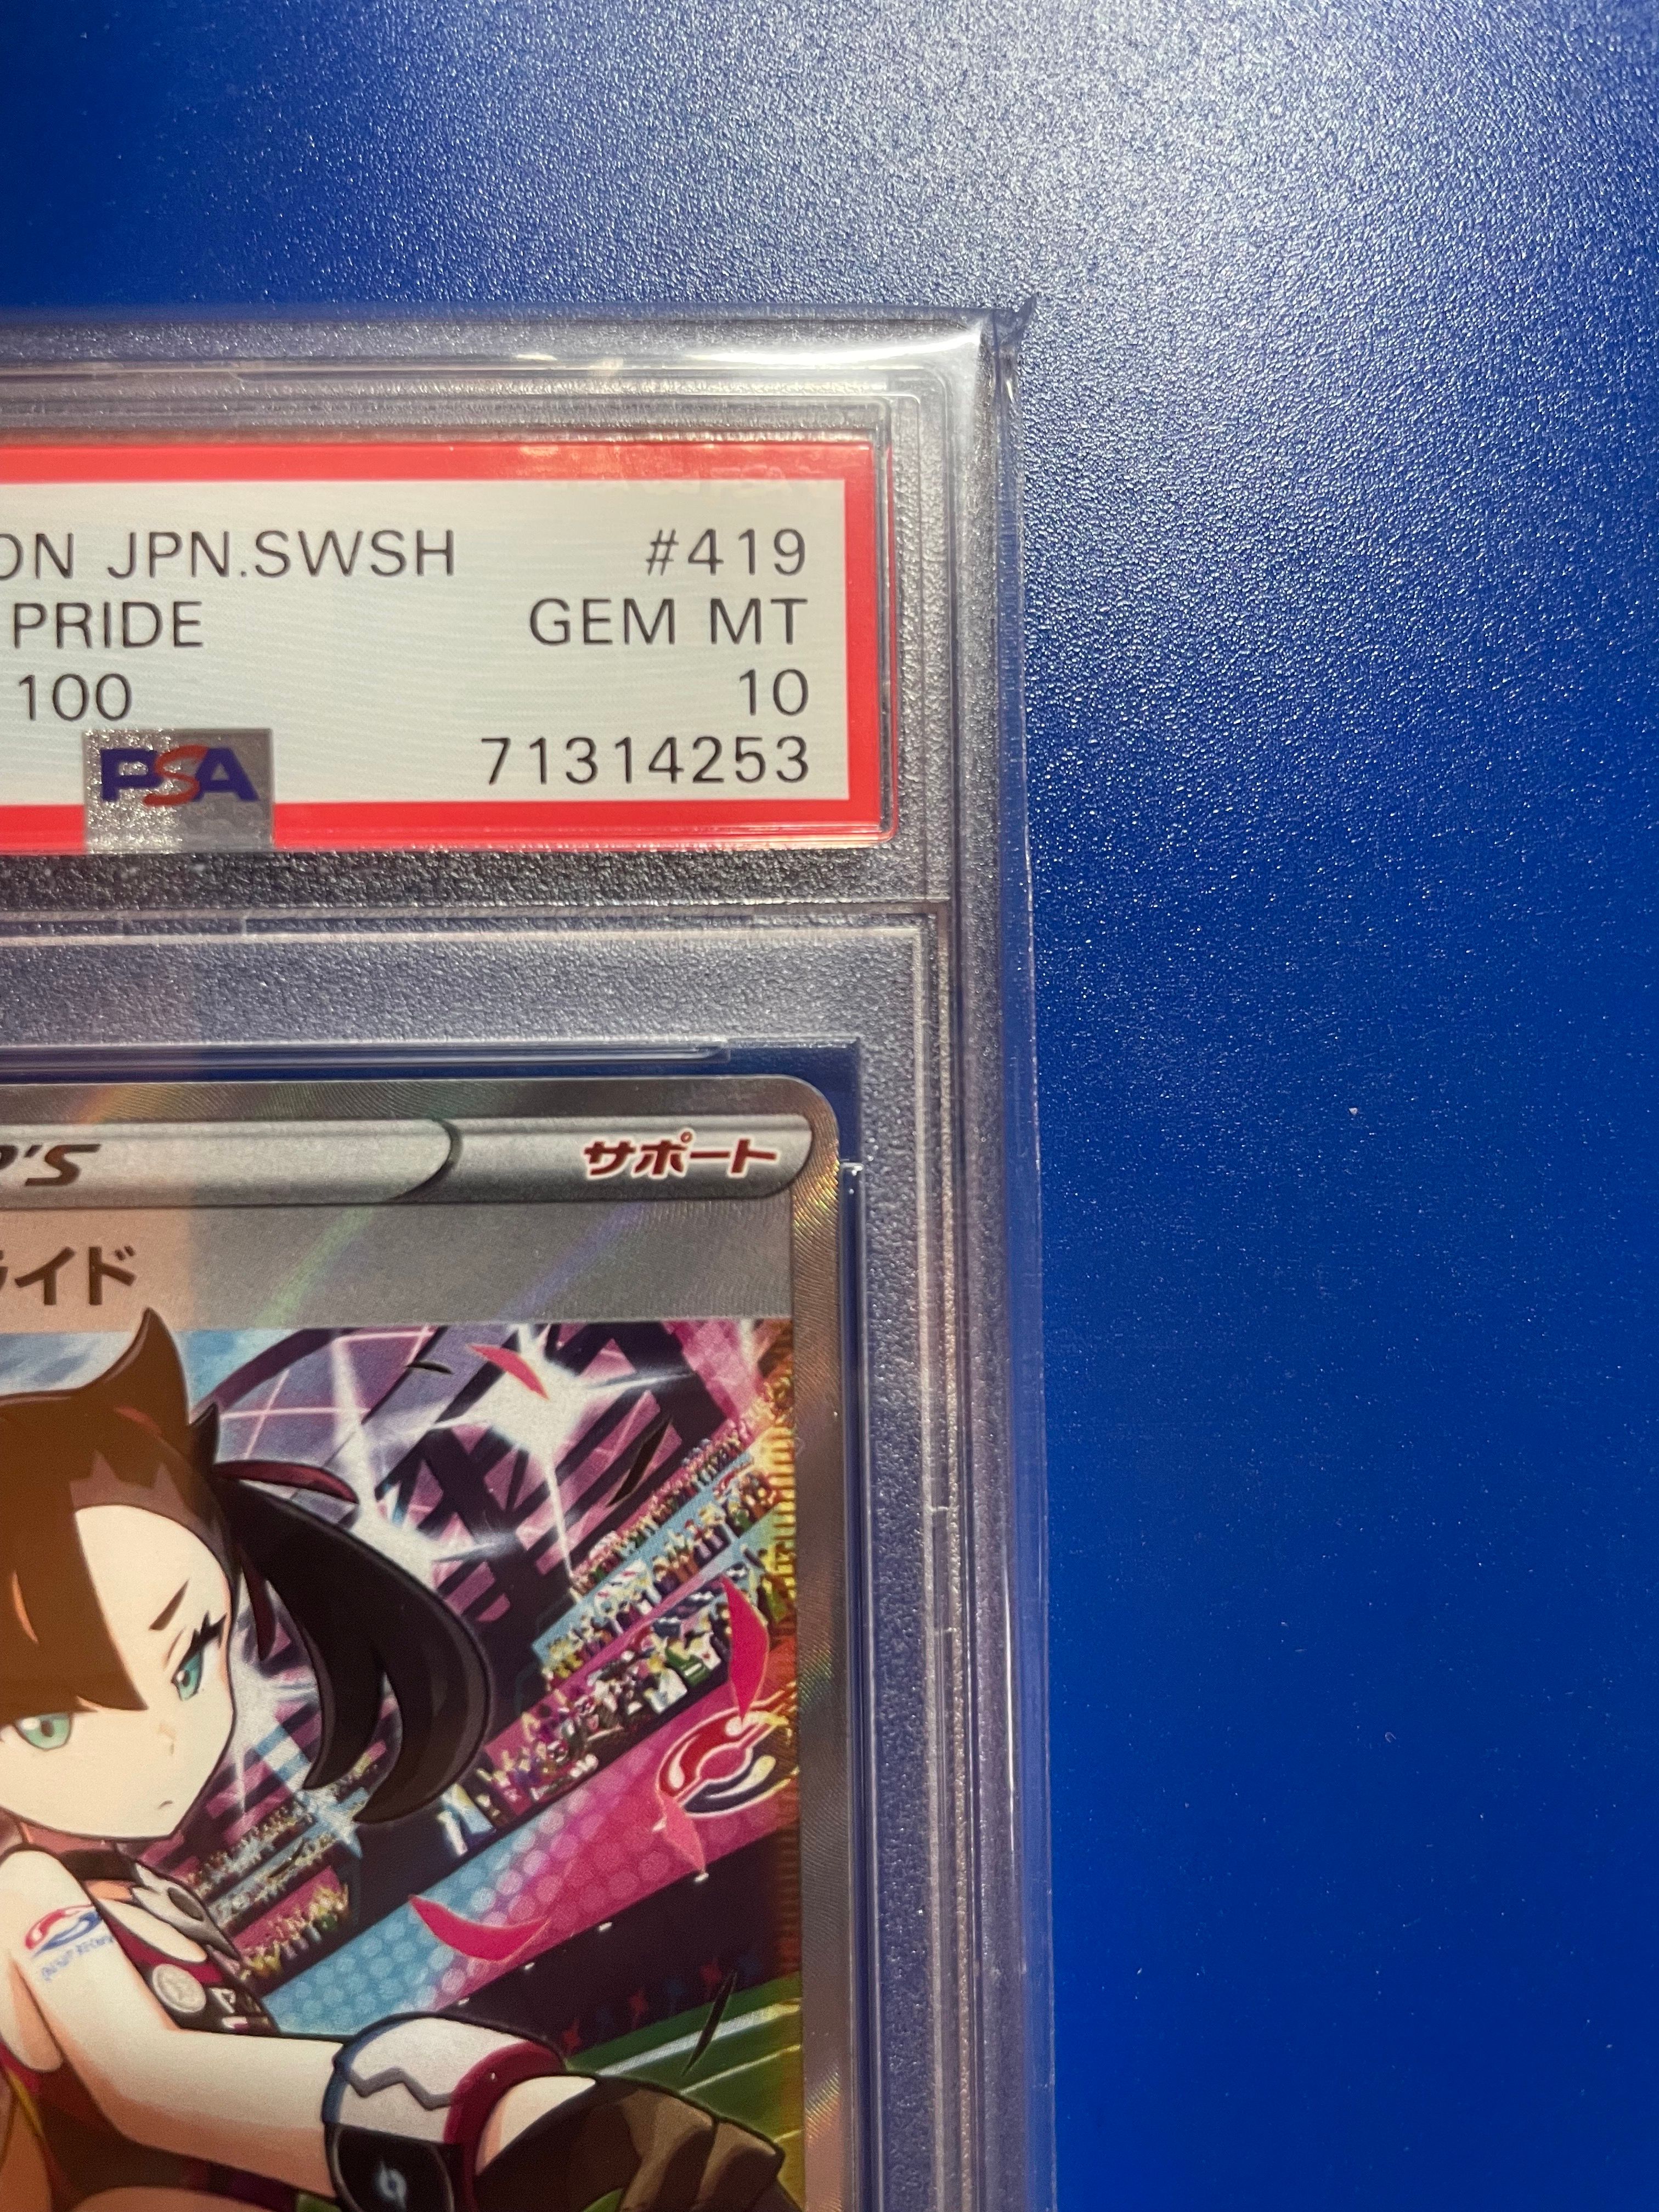 ON JPN.SWSH #419
PRIDE GEM MT
100 10
PSA 71314253
R'S サポート
ライド